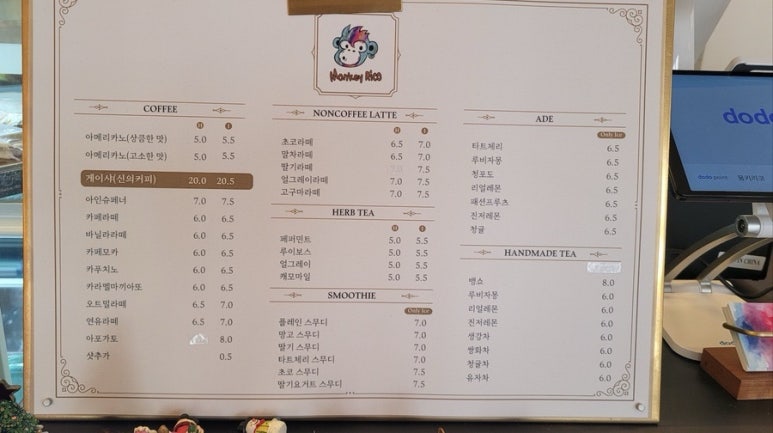 Monkey Rico
COFFEE
H I
아메리카노(상큼한 맛) 5.0 5.5
아메리카노(고소한 맛) 5.0 5.5
게이샤(신의커피) 20.0 20.5
아인슈페너 7.0 7.5
카페라떼 6.0 6.5
바닐라라떼 6.0 6.5
카페모카 6.0 6.5
카푸치노 6.0 6.5
카라멜마끼아또 6.0 6.5
오트밀라떼 6.5 7.0
연유라떼 6.5 7.0
아포가토 8.0
샷추가 0.5
NONCOFFEE LATTE
H I
초코라떼 6.5 7.0
말차라떼 6.5 7.0
딸기라떼 7.0
얼그레이라떼 7.0 7.5
고구마라떼 7.0 7.5
HERB TEA
H I
페퍼민트 5.0 5.5
루이보스 5.0 5.5
얼그레이 5.0 5.5
캐모마일 5.0 5.5
SMOOTHIE
Only Ice
플레인 스무디 7.0
망고 스무디 7.0
딸기 스무디 7.0
타트체리 스무디 7.0
초코 스무디 7.5
딸기요거트 스무디 7.5
ADE
Only Ice
타트체리 6.5
루비자몽 6.5
청포도 6.5
리얼레몬 6.5
패션프루츠 6.5
진저레몬 6.5
청귤 6.5
HANDMADE TEA
뱅쇼 8.0
루비자몽 6.0
리얼레몬 6.0
진저레몬 6.0
생강차 6.0
쌍화차 6.0
청귤차 6.0
유자차 6.0
dodo
dodo point
IN CHINA